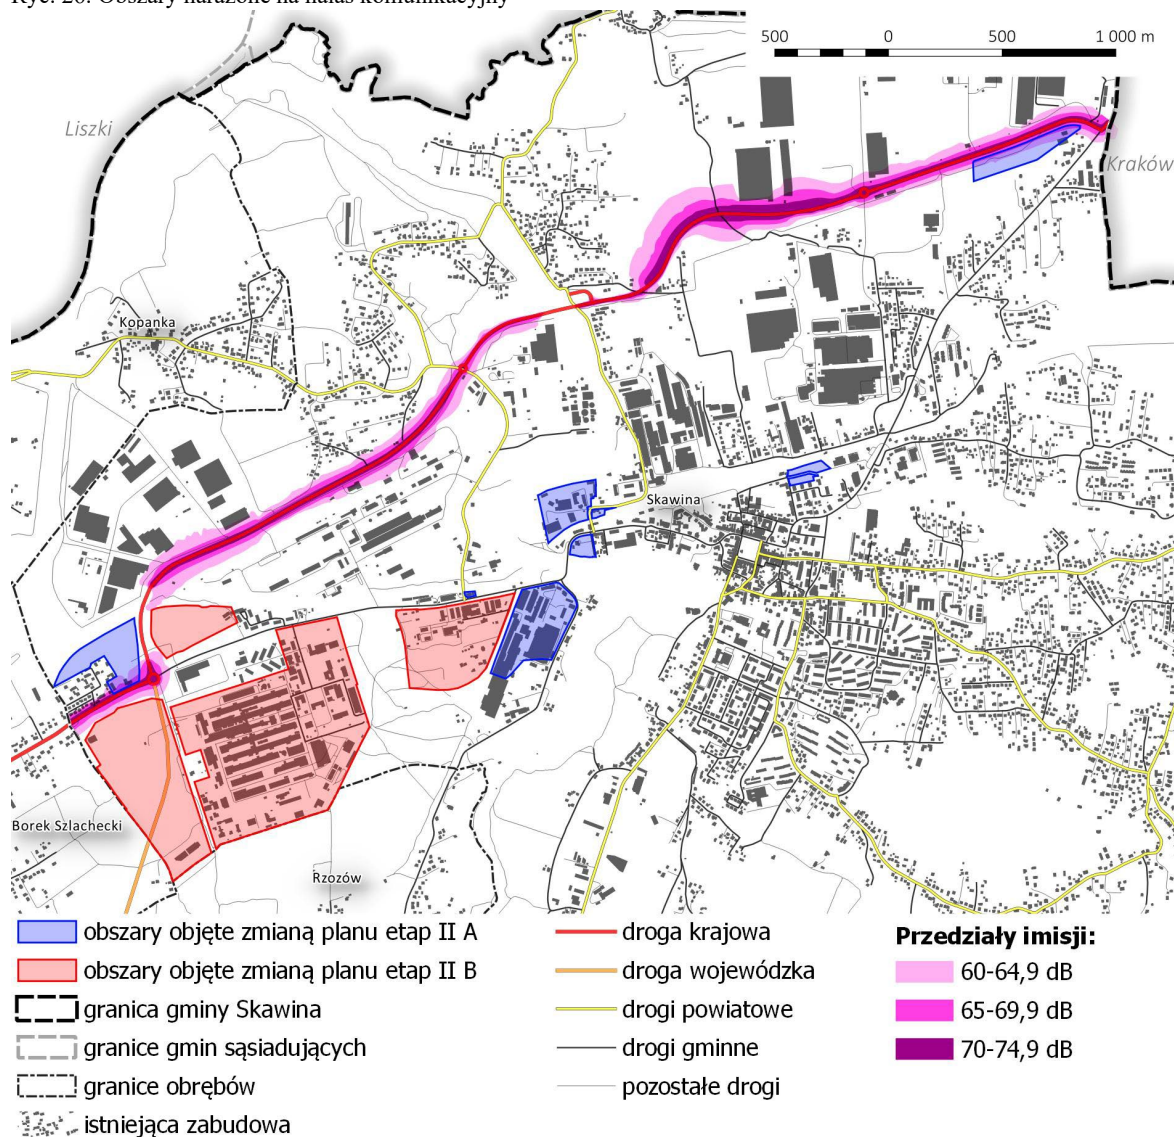 Ryc. 26. Obszary narażone na hałas komunikacyjny
500 0 500 1 000 m
Liszki
Kraków
Kopanka
Skawina
Borek Szlachecki
Rzozów
obszary objęte zmianą planu etap II A
obszary objęte zmianą planu etap II B
granica gminy Skawina
granice gmin sąsiadujących
granice obrębów
istniejąca zabudowa
droga krajowa
droga wojewódzka
drogi powiatowe
drogi gminne
pozostałe drogi
Przedziały imisji:
60-64,9 dB
65-69,9 dB
70-74,9 dB